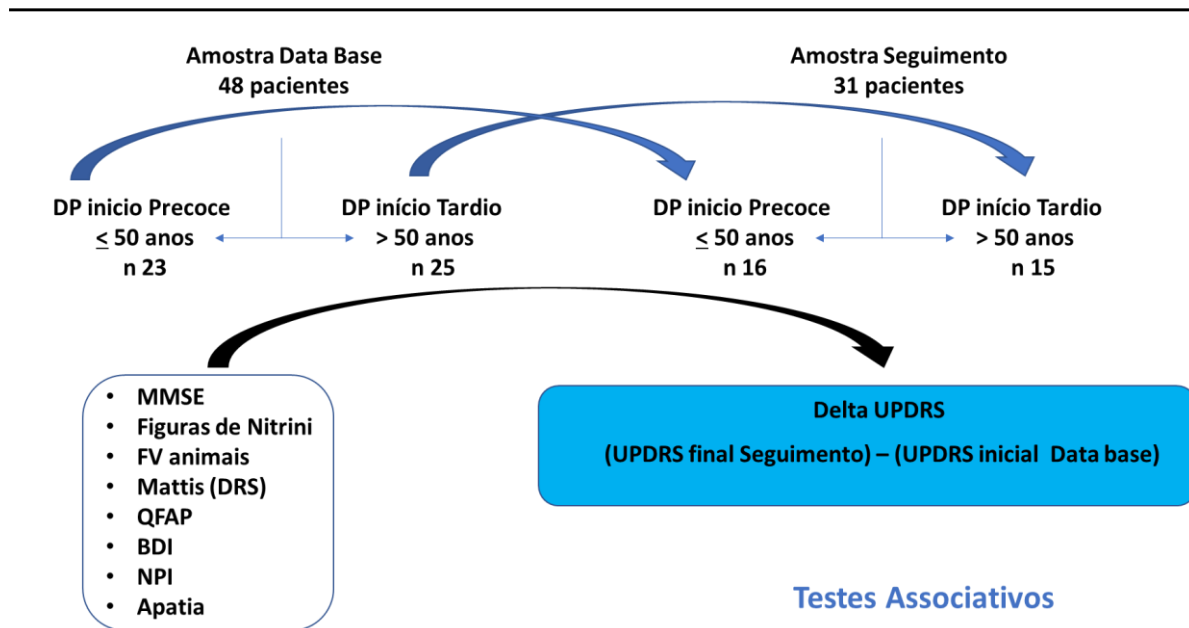 Amostra Data Base
48 pacientes
Amostra Seguimento
31 pacientes
DP inicio Precoce
≤ 50 anos
n 23
DP início Tardio
> 50 anos
n 25
DP inicio Precoce
≤ 50 anos
n 16
DP início Tardio
> 50 anos
n 15
• MMSE
• Figuras de Nitrini
• FV animais
• Mattis (DRS)
• QFAP
• BDI
• NPI
• Apatia
Delta UPDRS
(UPDRS final Seguimento) – (UPDRS inicial Data base)
Testes Associativos